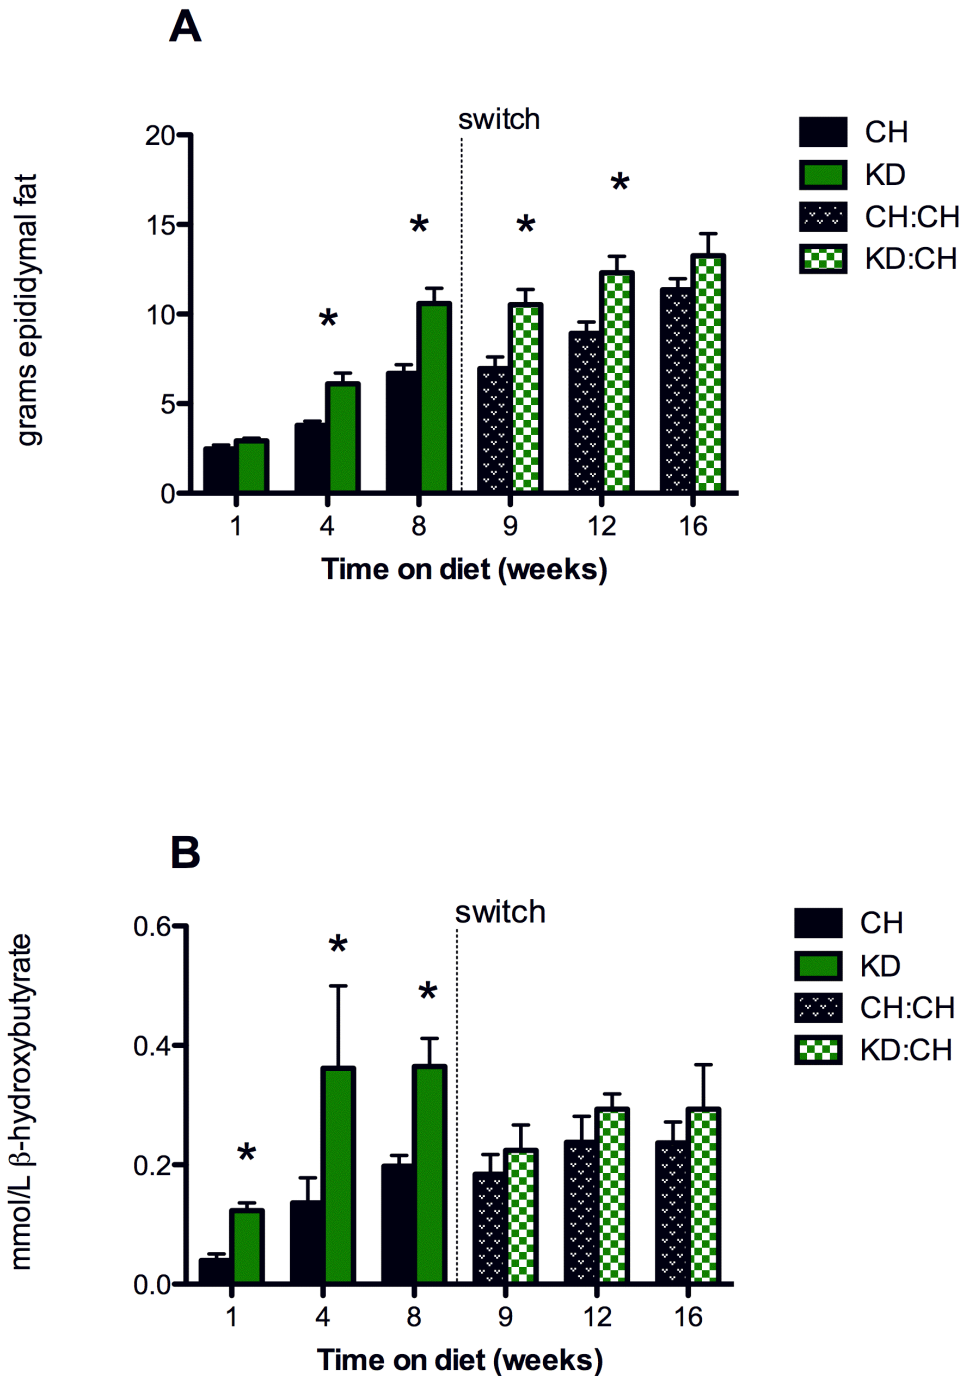 A
switch
20
15
10
5
0
grams epididymal fat
*
*
*
*
1
4
8
9
12
16
Time on diet (weeks)
CH
KD
CH:CH
KD:CH
B
switch
0.6
0.4
0.2
0.0
mmol/L β-hydroxybutyrate
*
*
*
1
4
8
9
12
16
Time on diet (weeks)
CH
KD
CH:CH
KD:CH